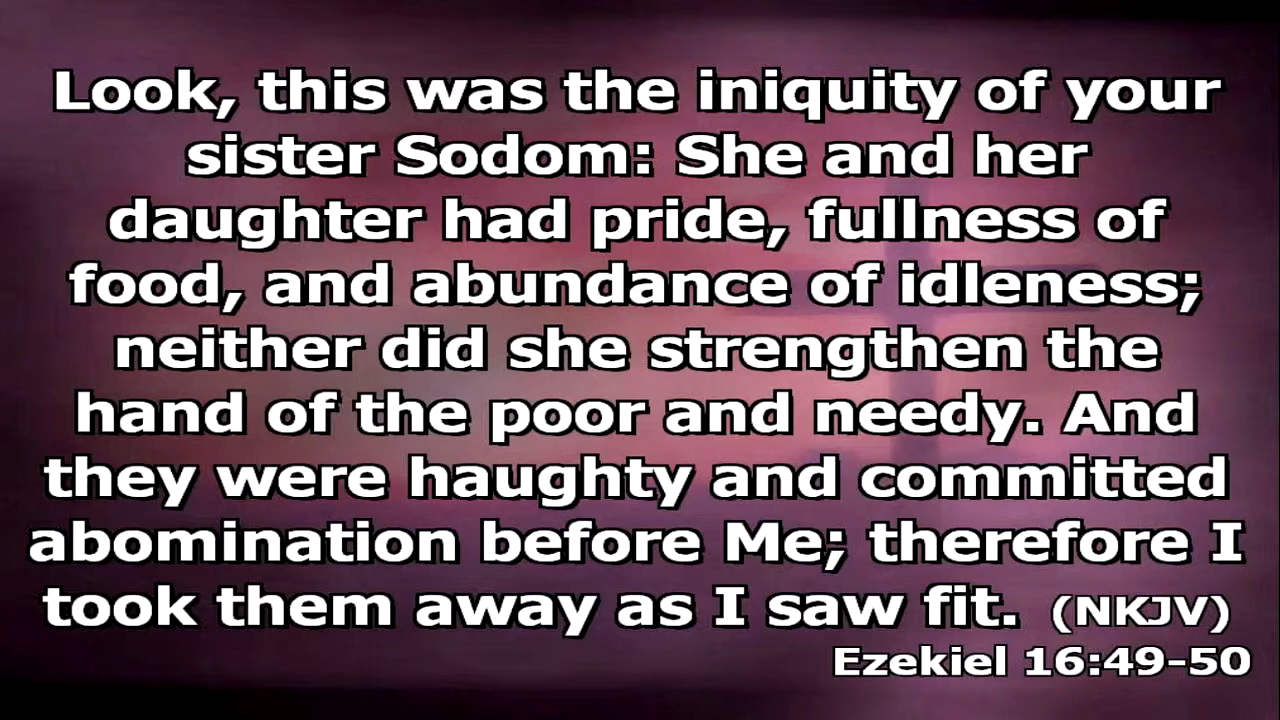 Look, this was the iniquity of your
sister Sodom: She and her
daughter had pride, fullness of
food, and abundance of idleness;
neither did she strengthen the
hand of the poor and needy. And
they were haughty and committed
abomination before Me; therefore I
took them away as I saw fit. (NKJV)
Ezekiel 16:49-50